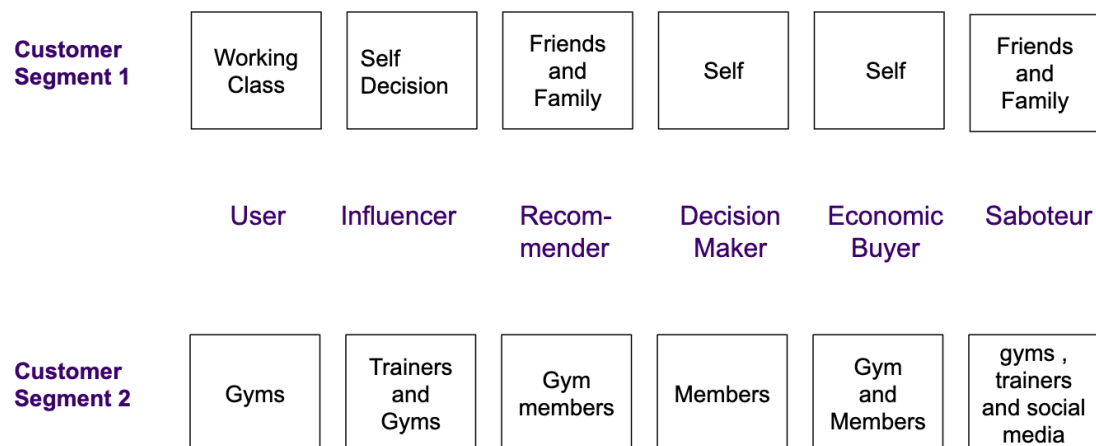 Customer
Segment 1
Working
Class
Self
Decision
Friends
and
Family
Self
Self
Friends
and
Family
User
Influencer
Recom-
mender
Decision
Maker
Economic
Buyer
Saboteur
Customer
Segment 2
Gyms
Trainers
and
Gyms
Gym
members
Members
Gym
and
Members
gyms ,
trainers
and social
media